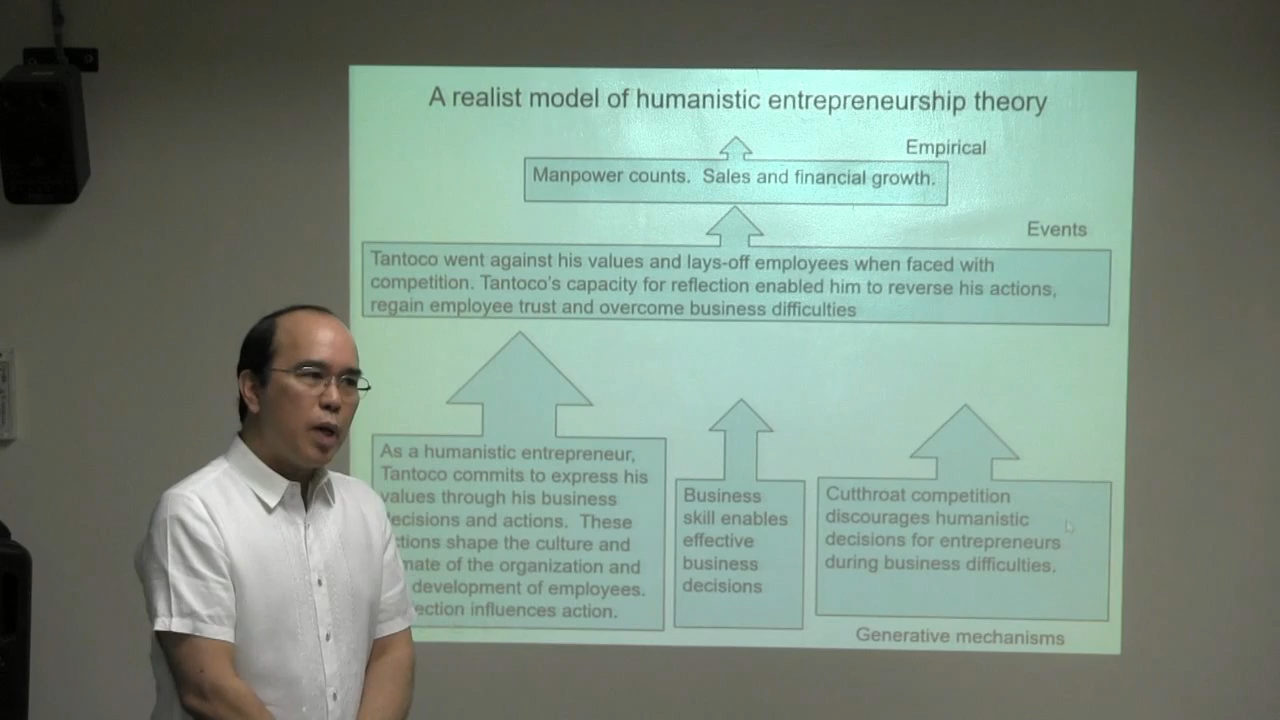 A realist model of humanistic entrepreneurship theory
Empirical
Manpower counts. Sales and financial growth.
Events
Tantoco went against his values and lays-off employees when faced with
competition. Tantoco's capacity for reflection enabled him to reverse his actions,
regain employee trust and overcome business difficulties
As a humanistic entrepreneur,
Tantoco commits to express his
values through his business
decisions and actions. These
shape the culture and
of the organization and
development of employees.
influences action.
Business
skill enables
effective
business
decisions
Cutthroat competition
discourages humanistic
decisions for entrepreneurs
during business difficulties.
Generative mechanisms